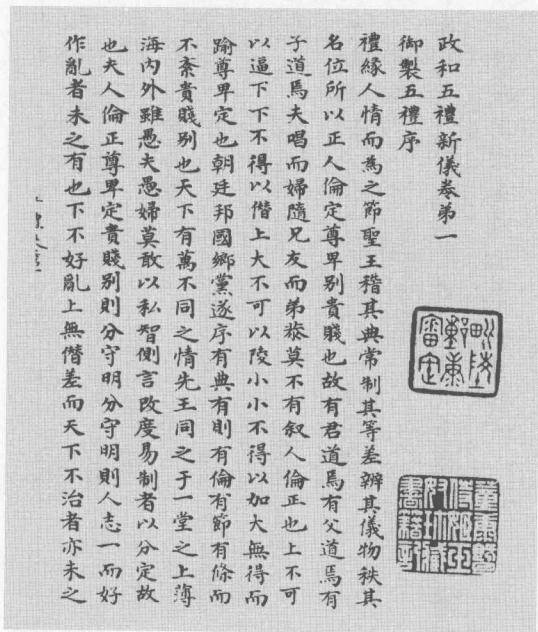 政和五禮新儀卷第一
御製五禮序
禮緣人情而為之節聖王稽其典常制其等差辨其儀物秩其
名位所以正人倫定尊卑别貴賤也故有君道焉有父道焉有
子道焉夫唱而婦隨兄友而弟恭莫不有叙人倫正也上不可
以逼下下不得以僭上大不可以陵小小不得以加大無得而
踰尊卑定也朝廷邦國鄉黨遂序有典有則有倫有節有條而
不紊貴賤别也天下有萬不同之情先王同之于一堂之上薄
海内外雖愚夫愚婦莫敢以私智側言改度易制者以分定故
也夫人倫正尊卑定貴賤别則分守明分守明則人志一而好
作亂者未之有也下不好亂上無僭差而天下不治者亦未之